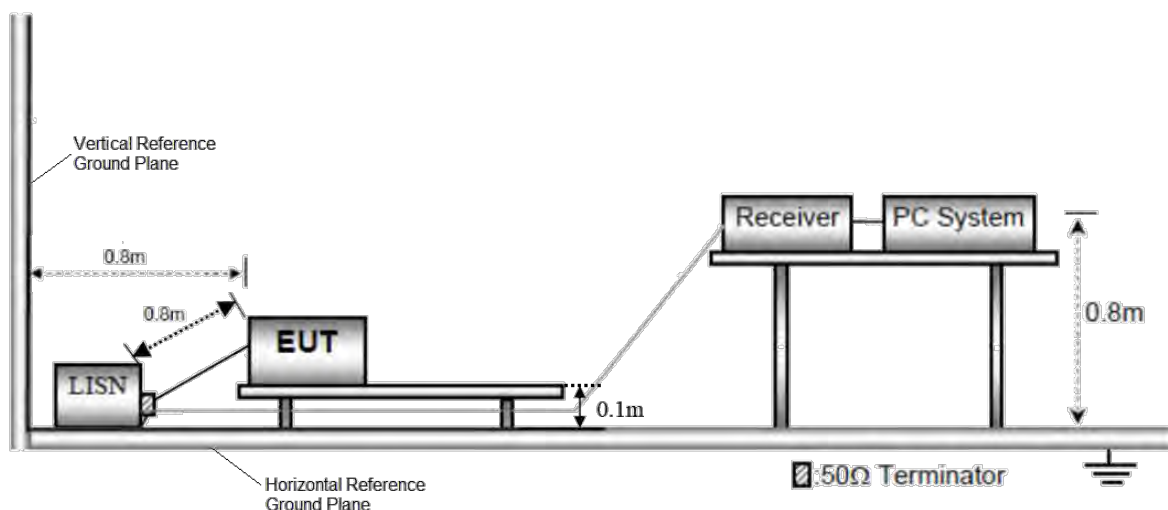 Vertical Reference
Ground Plane
0.8m
0.8m
EUT
LISN
0.1m
Receiver
PC System
0.8m
:50Ω Terminator
Horizontal Reference
Ground Plane